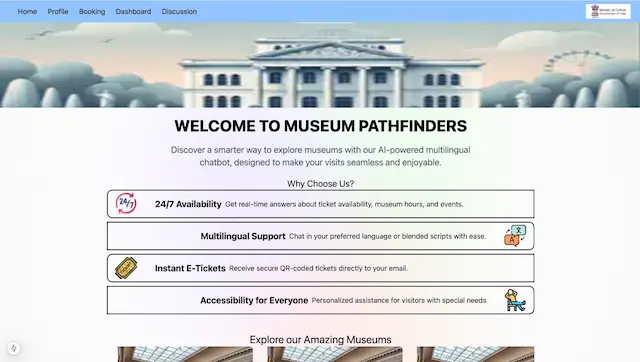 Home Profile Booking Dashboard Discussion
Ministry of Culture
Government of India
WELCOME TO MUSEUM PATHFINDERS
Discover a smarter way to explore museums with our AI-powered multilingual
chatbot, designed to make your visits seamless and enjoyable.
Why Choose Us?
24/7
24/7 Availability Get real-time answers about ticket availability, museum hours, and events.
Multilingual Support Chat in your preferred language or blended scripts with ease.
A
Instant E-Tickets Receive secure QR-coded tickets directly to your email.
Accessibility for Everyone Personalized assistance for visitors with special needs
Explore our Amazing Museums